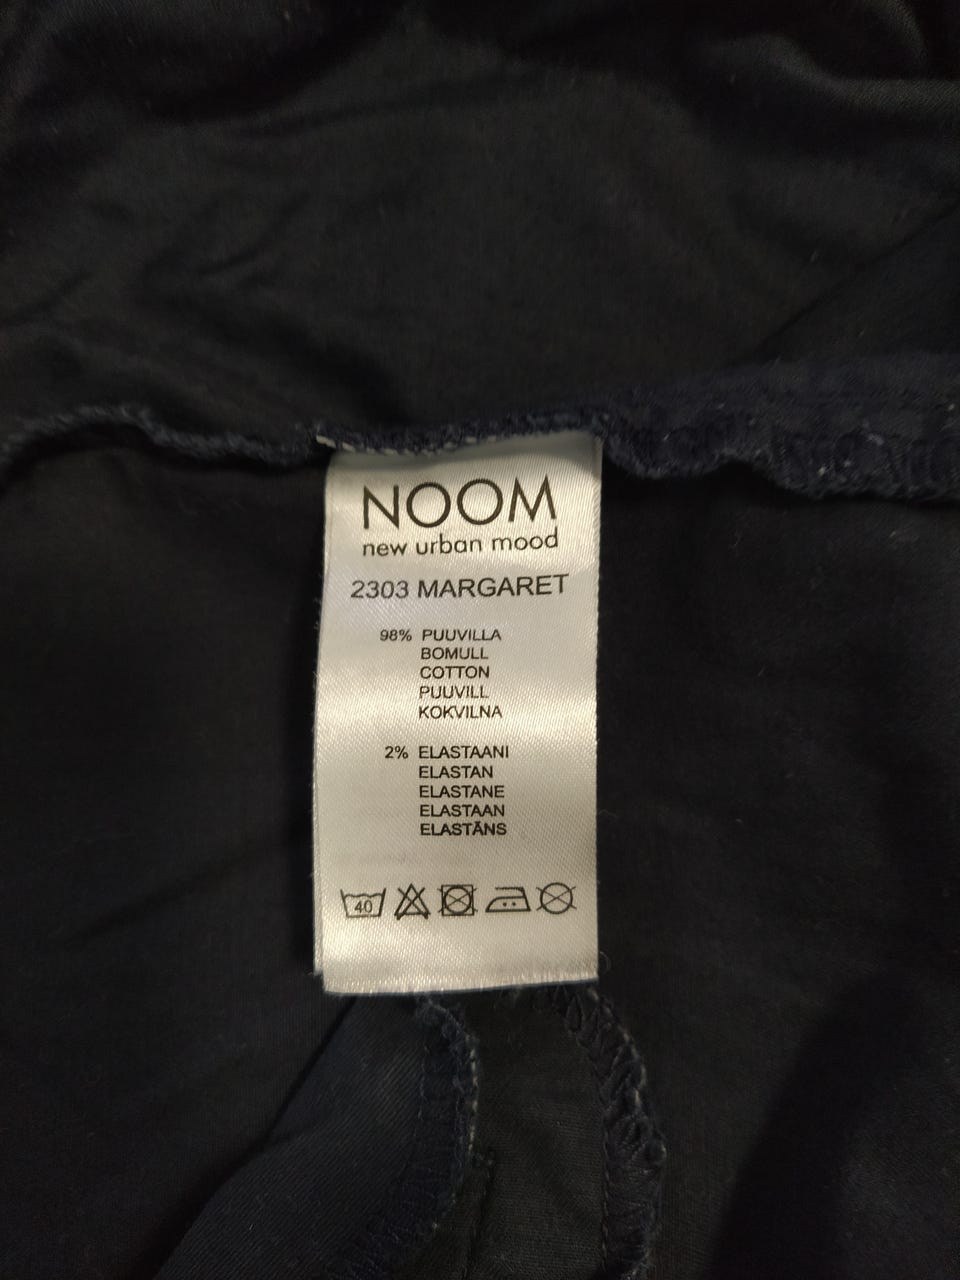 NOOM
new urban mood
2303 MARGARET
98% PUUVILLA
BOMULL
COTTON
PUUVILL
KOKVILNA
2% ELASTAANI
ELASTAN
ELASTANE
ELASTAAN
ELASTĀNS
40